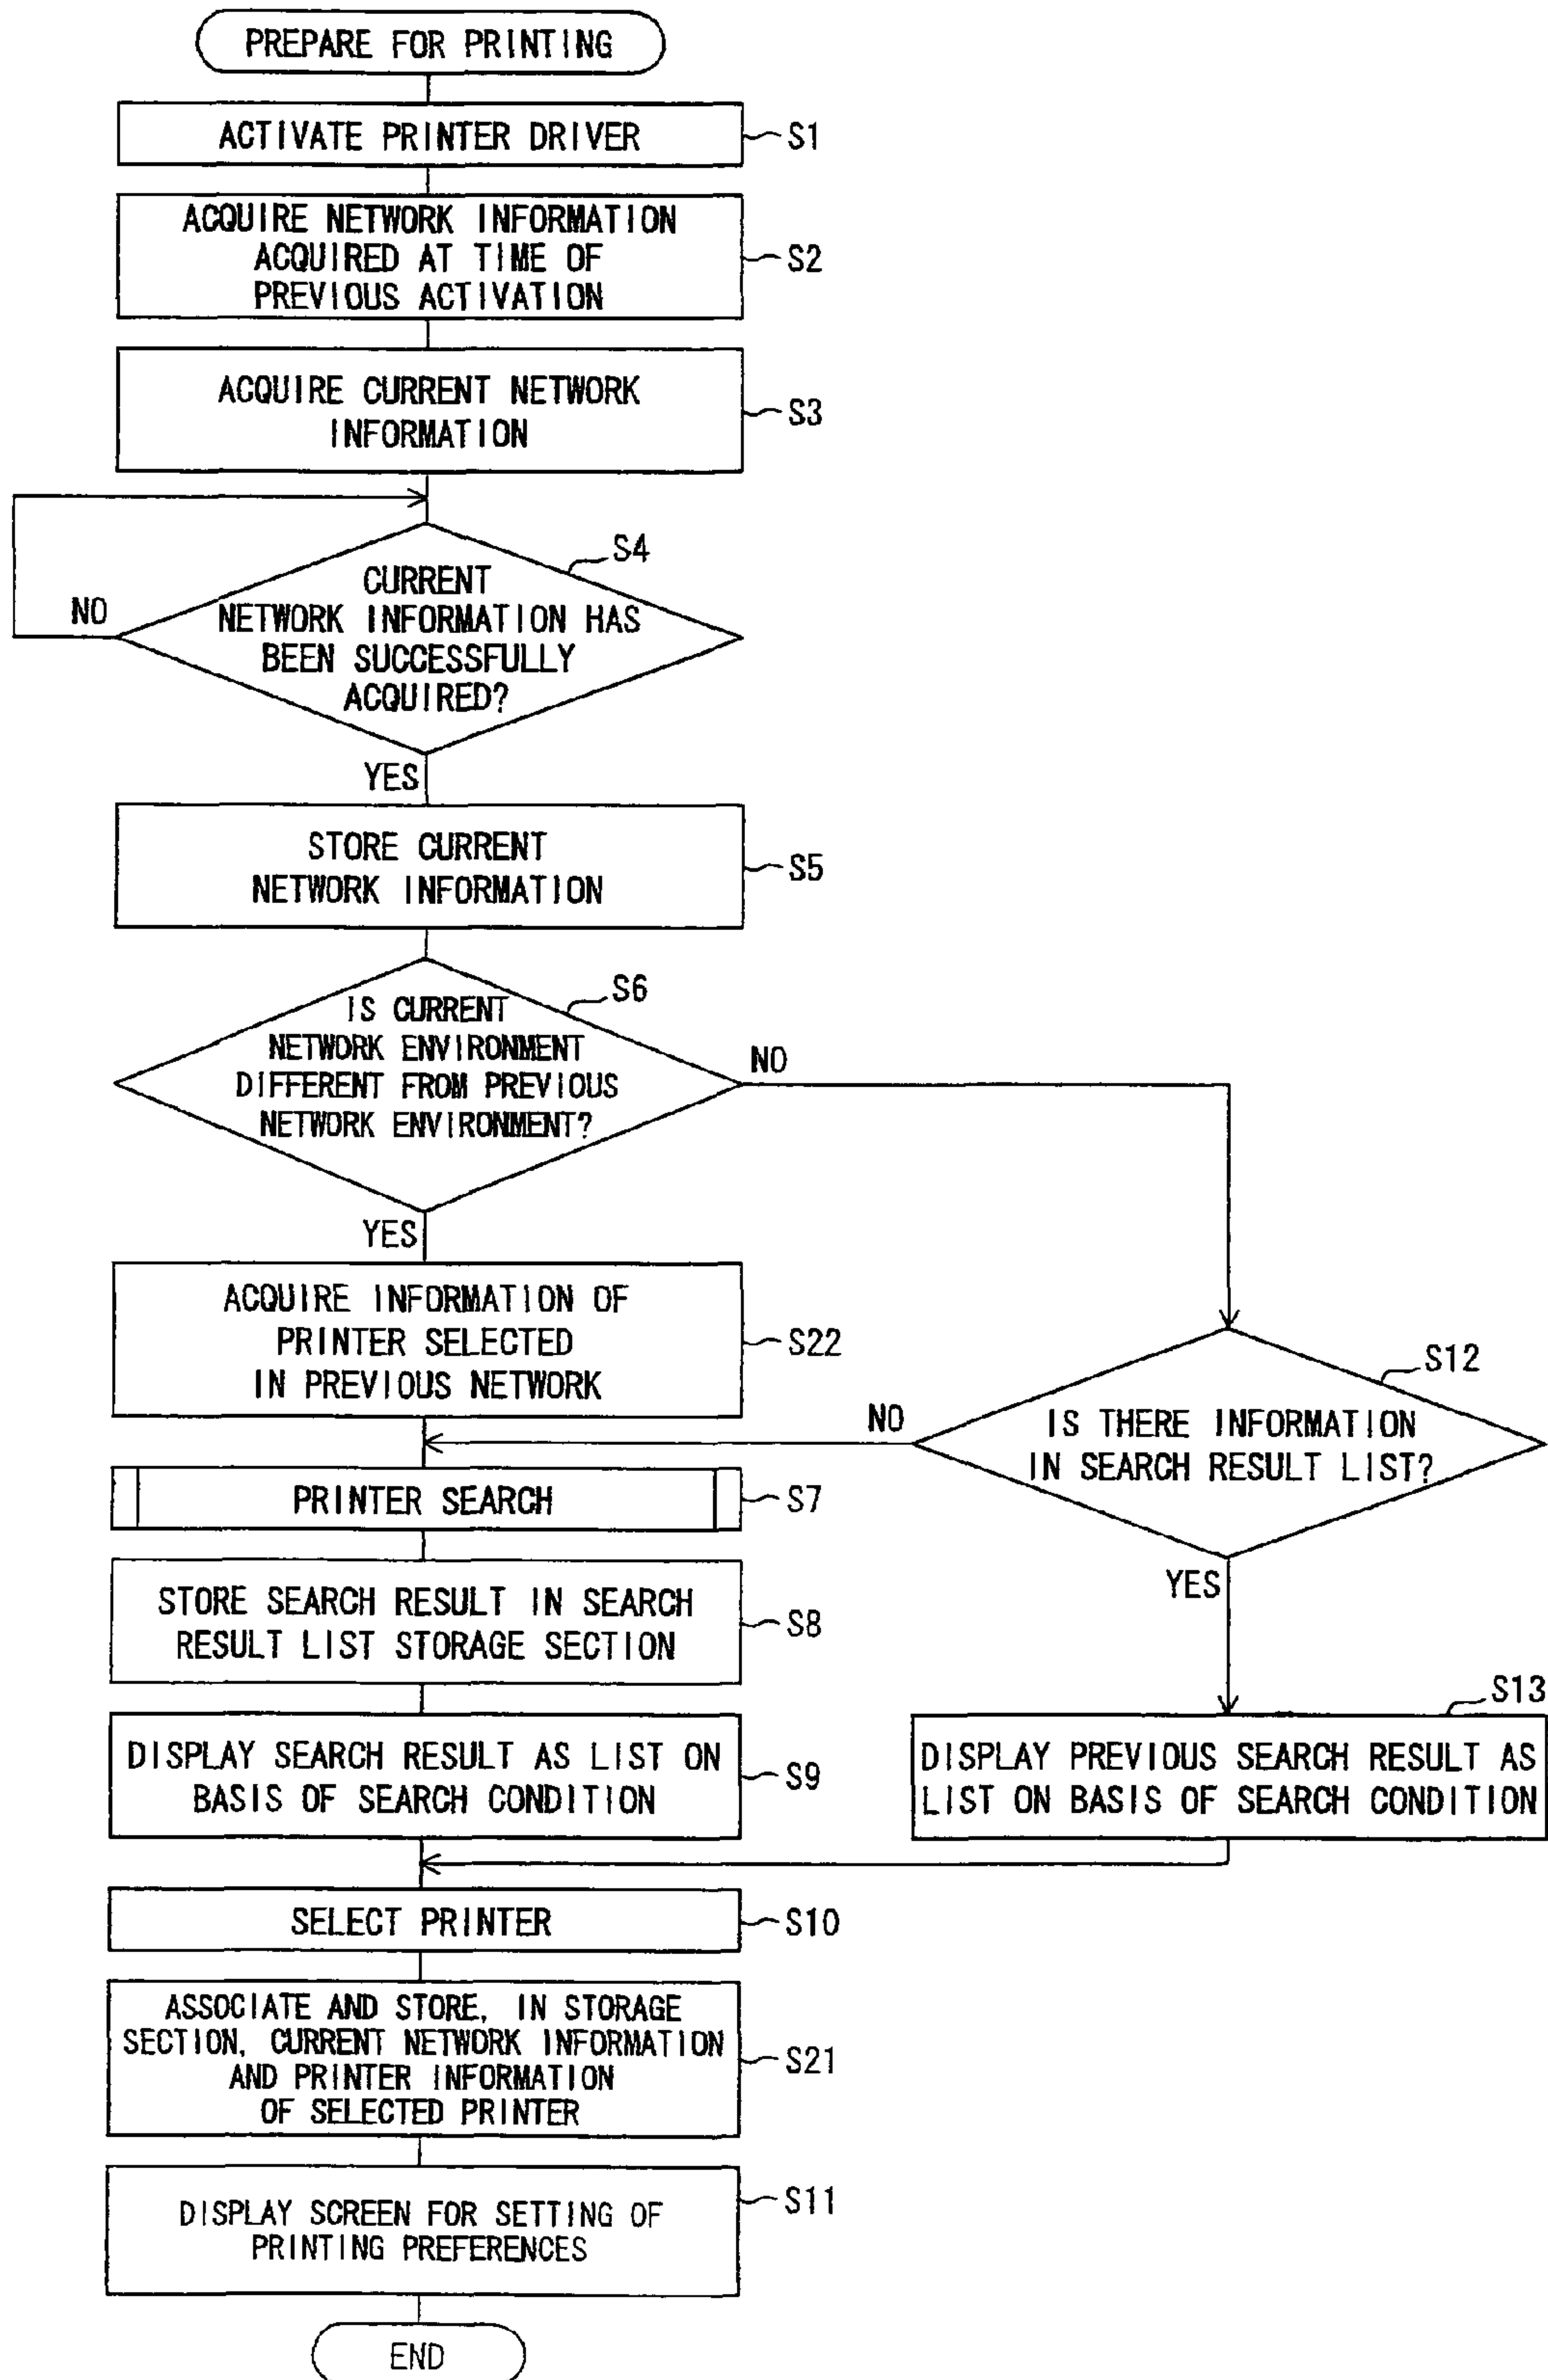 PREPARE FOR PRINTING
ACTIVATE PRINTER DRIVER
S1
ACQUIRE NETWORK INFORMATION
ACQUIRED AT TIME OF
PREVIOUS ACTIVATION
S2
ACQUIRE CURRENT NETWORK
INFORMATION
S3
S4
CURRENT
NETWORK INFORMATION HAS
BEEN SUCCESSFULLY
ACQUIRED?
NO
YES
STORE CURRENT
NETWORK INFORMATION
S5
S6
IS CURRENT
NETWORK ENVIRONMENT
DIFFERENT FROM PREVIOUS
NETWORK ENVIRONMENT?
NO
YES
ACQUIRE INFORMATION OF
PRINTER SELECTED
IN PREVIOUS NETWORK
S22
S12
IS THERE INFORMATION
IN SEARCH RESULT LIST?
NO
YES
PRINTER SEARCH
S7
STORE SEARCH RESULT IN SEARCH
RESULT LIST STORAGE SECTION
S8
DISPLAY SEARCH RESULT AS LIST ON
BASIS OF SEARCH CONDITION
S9
S13
DISPLAY PREVIOUS SEARCH RESULT AS
LIST ON BASIS OF SEARCH CONDITION
SELECT PRINTER
S10
ASSOCIATE AND STORE, IN STORAGE
SECTION, CURRENT NETWORK INFORMATION
AND PRINTER INFORMATION
OF SELECTED PRINTER
S21
DISPLAY SCREEN FOR SETTING OF
PRINTING PREFERENCES
S11
END